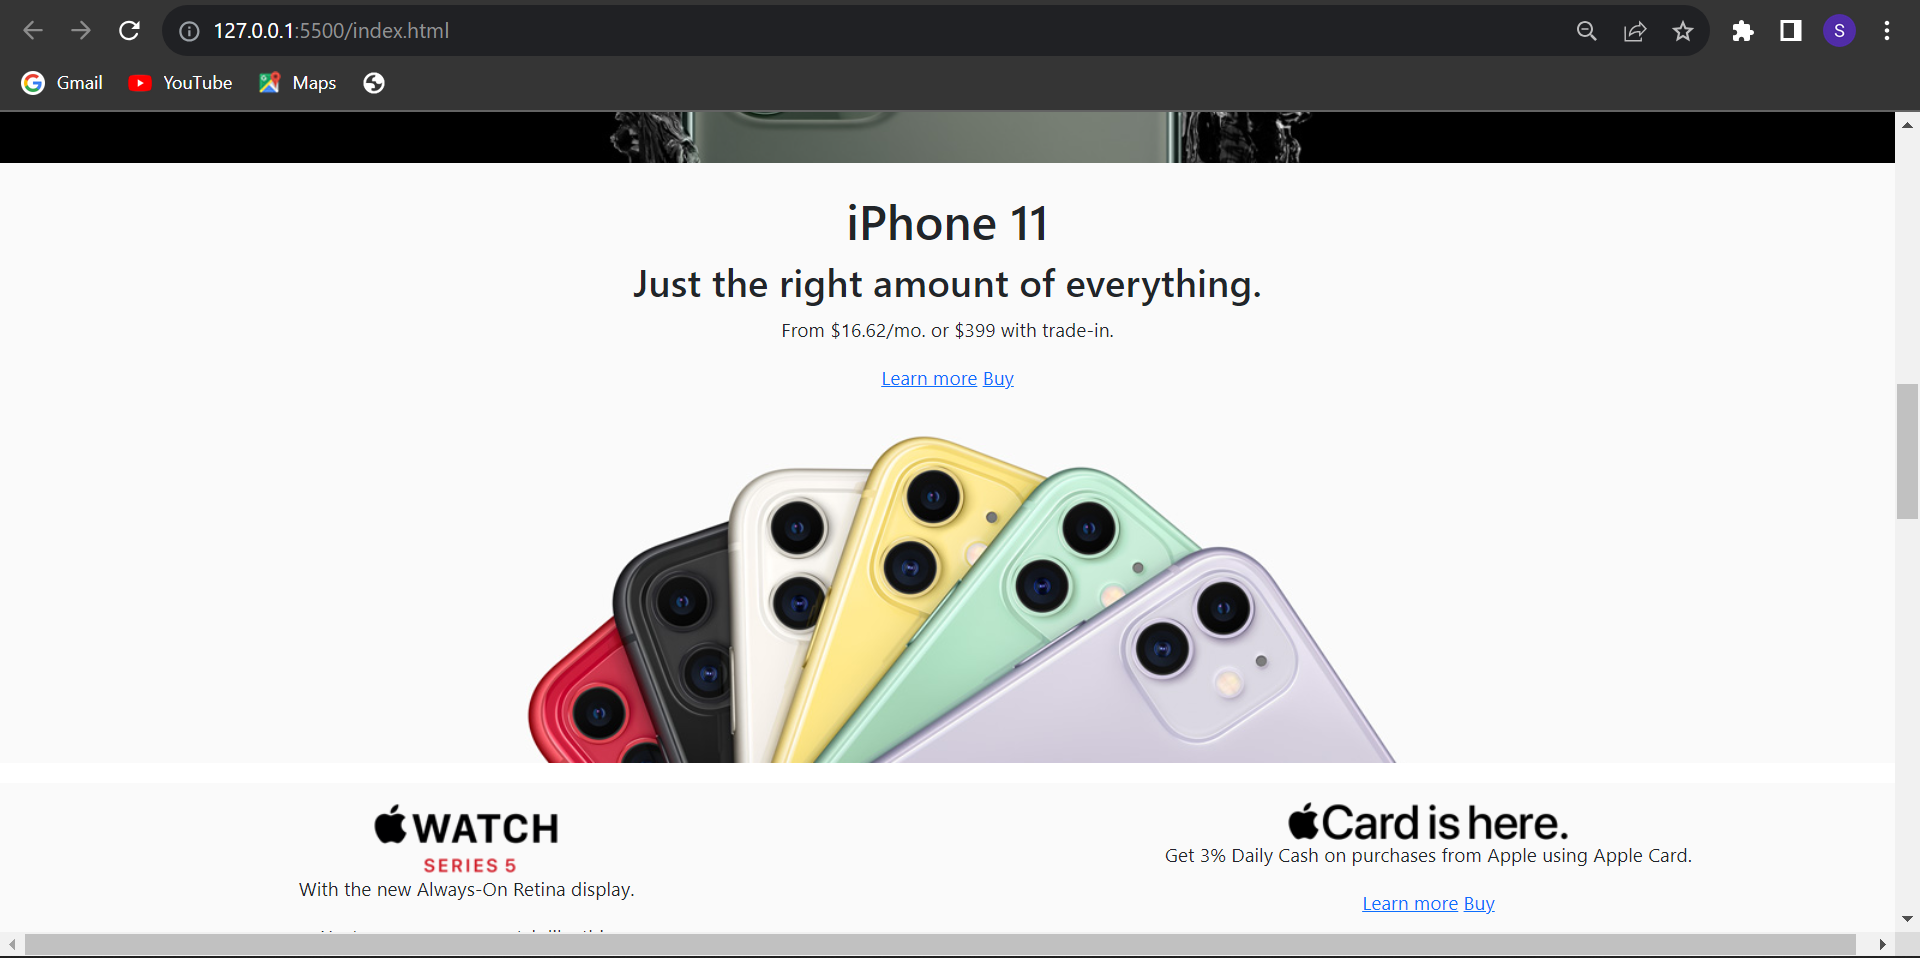 127.0.0.1:5500/index.html
S
Gmail YouTube Maps
iPhone 11
Just the right amount of everything.
From $16.62/mo. or $399 with trade-in.
Learn more Buy
WATCH
SERIES 5
With the new Always-On Retina display.
Card is here.
Get 3% Daily Cash on purchases from Apple using Apple Card.
Learn more Buy